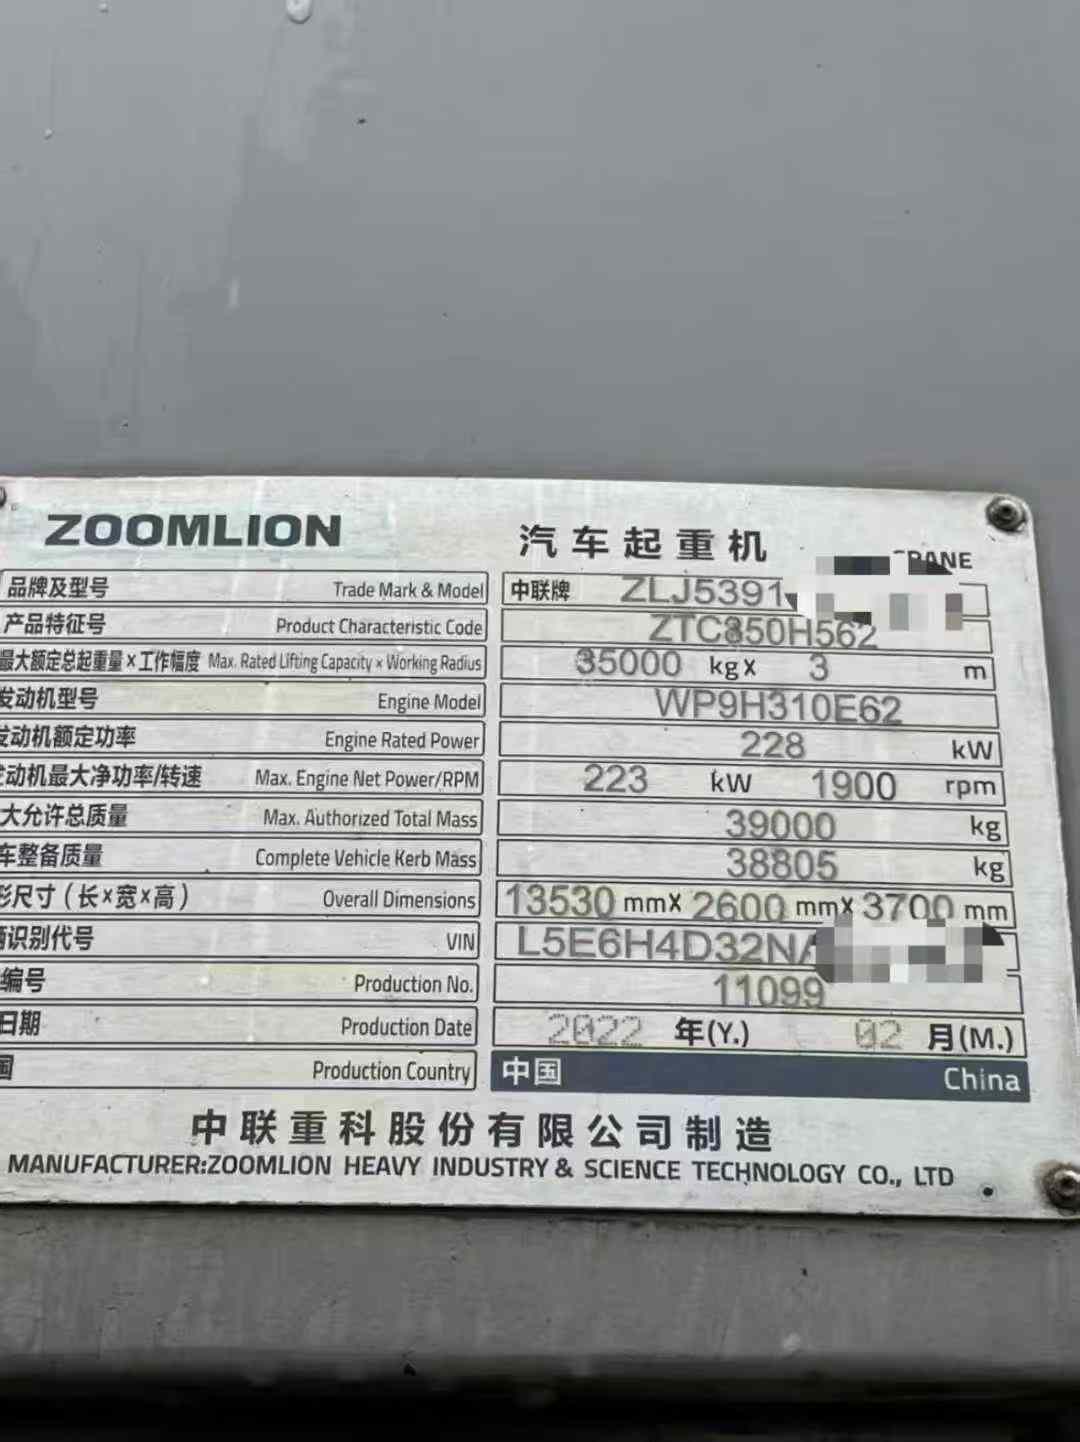 ZOOMLION 汽车起重机
品牌及型号 Trade Mark & Model 中联牌 ZLJ5391
产品特征号 Product Characteristic Code ZTC850H562
最大额定总起重量×工作幅度 Max. Rated Lifting Capacity × Working Radius 35000 kg× 3 m
发动机型号 Engine Model WP9H310E62
发动机额定功率 Engine Rated Power 228 kW
发动机最大净功率/转速 Max. Engine Net Power/RPM 223 kW 1900 rpm
大允许总质量 Max. Authorized Total Mass 39000 kg
车整备质量 Complete Vehicle Kerb Mass 38805 kg
形尺寸(长×宽×高) Overall Dimensions 13530 mm× 2600 mm× 3700 mm
识别代号 VIN L5E6H4D32NA
编号 Production No. 11099
日期 Production Date 2022 年(Y.) 02 月(M.)
国 Production Country 中国 China
中联重科股份有限公司制造
MANUFACTURER:ZOOMLION HEAVY INDUSTRY & SCIENCE TECHNOLOGY CO., LTD